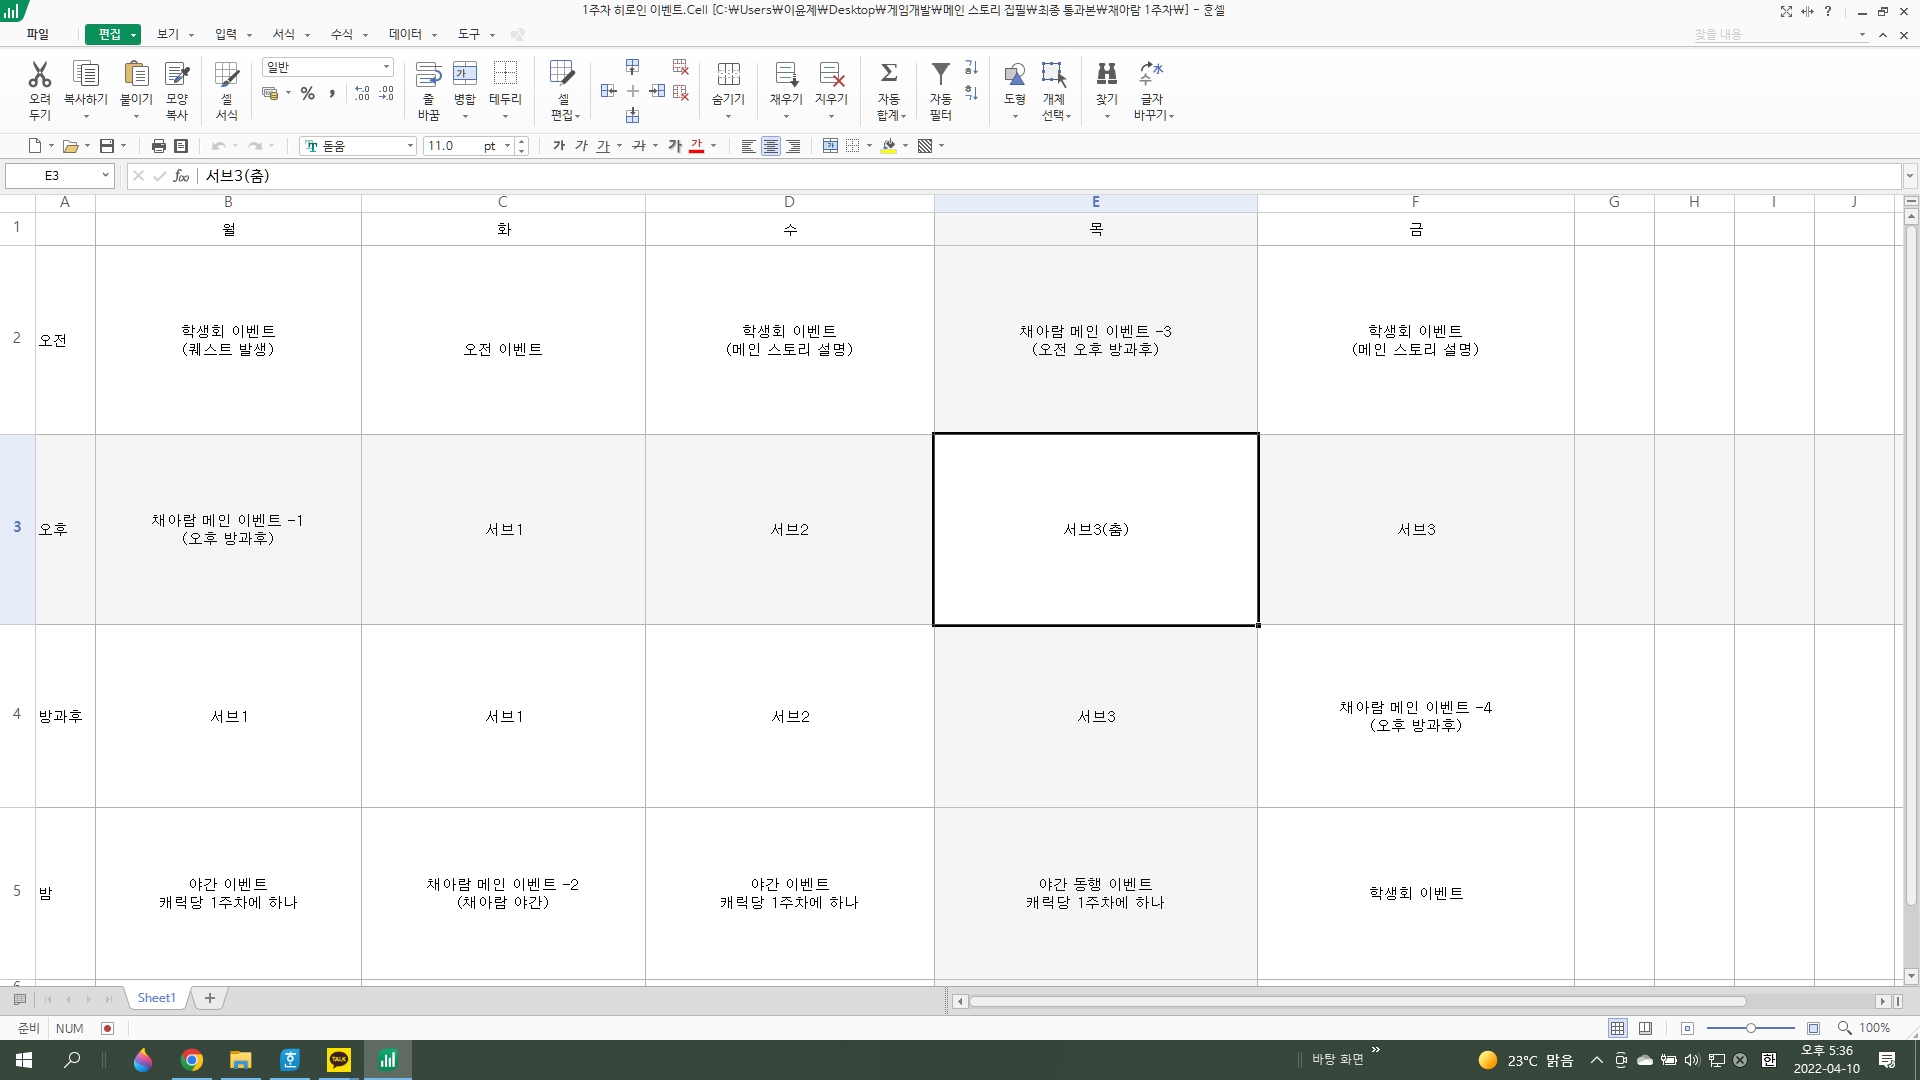 1주차 히로인 이벤트.Cell [C:₩Users₩이윤제₩Desktop₩게임개발₩메인 스토리 집필₩최종 통과본₩채아람 1주차₩] - 훈셀
파일 편집 보기 입력 서식 수식 데이터 도구
찾을 내용
오려 두기
복사하기
붙이기
모양 복사
셀 서식
일반
% ,
줄 바꿈
병합
테두리
셀 편집
숨기기
채우기
지우기
자동 합계
자동 필터
도형
개체 선택
찾기
글자 바꾸기
돋움 11.0 pt
가 가 가 가 가 가
E3 서브3(춤)
A B C D E F G H I J
1 월 화 수 목 금
2 오전
학생회 이벤트
(퀘스트 발생)
오전 이벤트
학생회 이벤트
(메인 스토리 설명)
채아람 메인 이벤트 -3
(오전 오후 방과후)
학생회 이벤트
(메인 스토리 설명)
3 오후
채아람 메인 이벤트 -1
(오후 방과후)
서브1
서브2
서브3(춤)
서브3
4 방과후
서브1
서브1
서브2
서브3
채아람 메인 이벤트 -4
(오후 방과후)
5 밤
야간 이벤트
캐릭당 1주차에 하나
채아람 메인 이벤트 -2
(채아람 야간)
야간 이벤트
캐릭당 1주차에 하나
야간 동행 이벤트
캐릭당 1주차에 하나
학생회 이벤트
Sheet1
준비 NUM
100%
TALK
바탕 화면
23°C 맑음
한
오후 5:36
2022-04-10